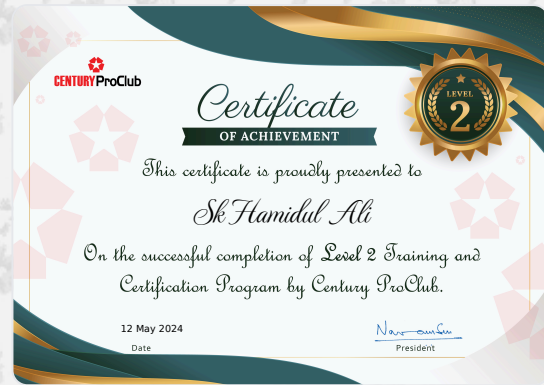 CENTURY ProClub
Certificate
OF ACHIEVEMENT
LEVEL
2
This certificate is proudly presented to
Sk Hamidul Ali
On the successful completion of Level 2 Training and
Certification Program by Century ProClub.
12 May 2024
Date
President